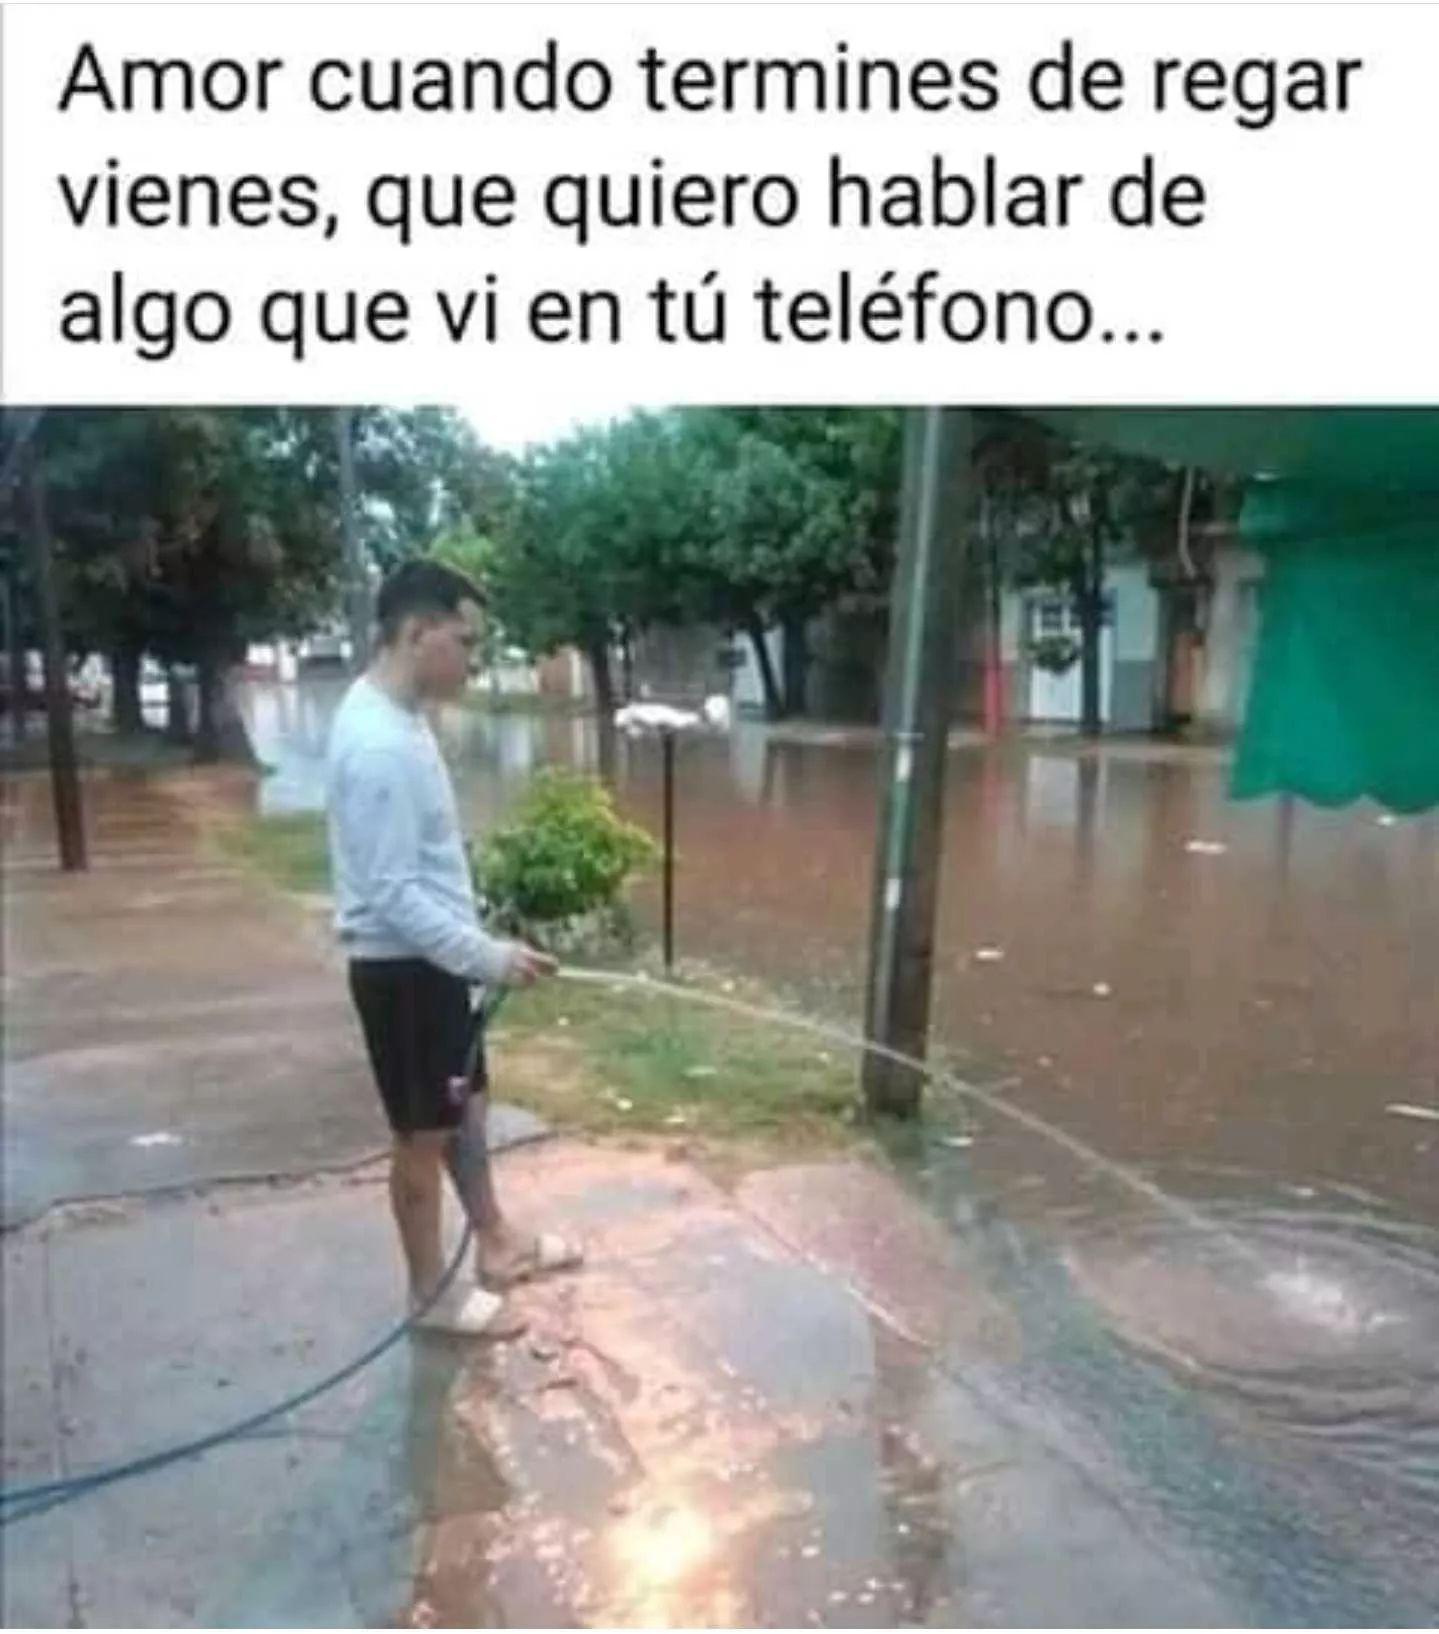 Amor cuando termines de regar
vienes, que quiero hablar de
algo que vi en tú teléfono...